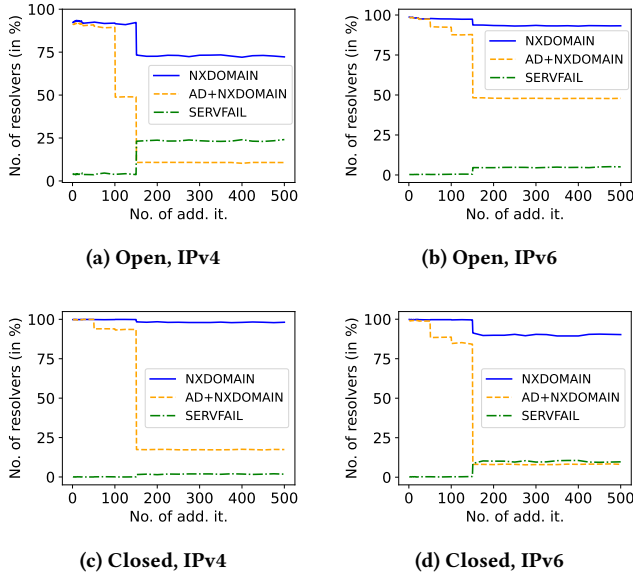 100
75
50
25
0
No. of resolvers (in %)
NXDOMAIN
AD+NXDOMAIN
SERVFAIL
0 100 200 300 400 500
No. of add. it.
(a) Open, IPv4
100
75
50
25
0
No. of resolvers (in %)
NXDOMAIN
AD+NXDOMAIN
SERVFAIL
0 100 200 300 400 500
No. of add. it.
(b) Open, IPv6
100
75
50
25
0
No. of resolvers (in %)
NXDOMAIN
AD+NXDOMAIN
SERVFAIL
0 100 200 300 400 500
No. of add. it.
(c) Closed, IPv4
100
75
50
25
0
No. of resolvers (in %)
NXDOMAIN
AD+NXDOMAIN
SERVFAIL
0 100 200 300 400 500
No. of add. it.
(d) Closed, IPv6